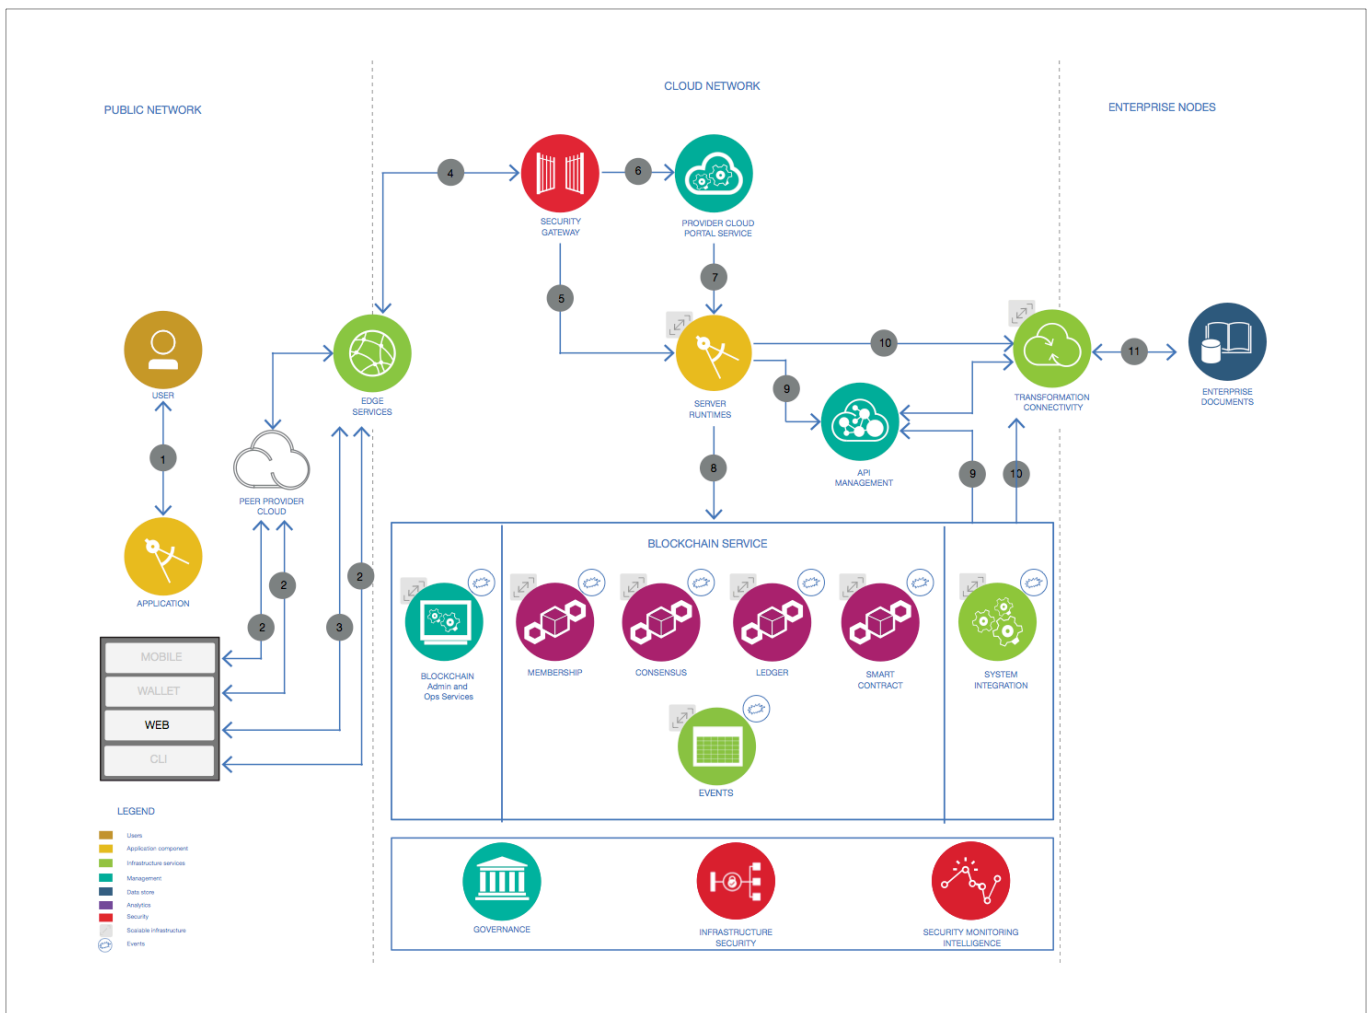 PUBLIC NETWORK
CLOUD NETWORK
ENTERPRISE NODES
4
6
SECURITY
GATEWAY
PROVIDER CLOUD
PORTAL SERVICE
5
7
USER
EDGE
SERVICES
SERVER
RUNTIMES
10
9
TRANSFORMATION
CONNECTIVITY
11
ENTERPRISE
DOCUMENTS
1
PEER PROVIDER
CLOUD
8
API
MANAGEMENT
9
10
APPLICATION
2
2
2
3
MOBILE
WALLET
WEB
CLI
BLOCKCHAIN SERVICE
BLOCKCHAIN
Admin and
Ops Services
MEMBERSHIP
CONSENSUS
LEDGER
SMART
CONTRACT
SYSTEM
INTEGRATION
EVENTS
LEGEND
Users
Application component
Infrastructure services
Management
Data store
Analytics
Security
Scalable Infrastructure
Events
GOVERNANCE
INFRASTRUCTURE
SECURITY
SECURITY MONITORING
INTELLIGENCE